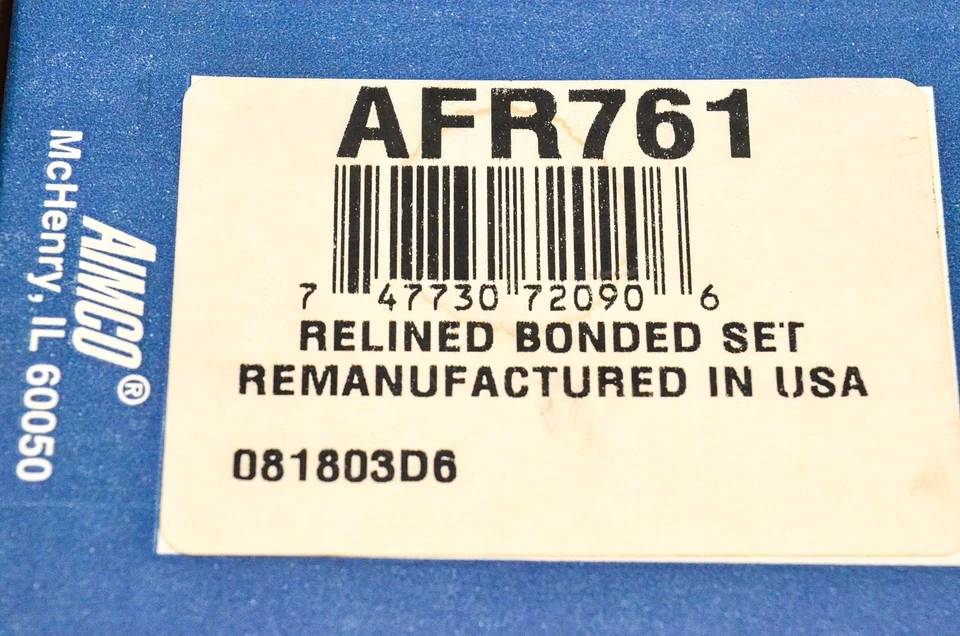 AFR761
7 47730 72090 6
RELINED BONDED SET
REMANUFACTURED IN USA
081803D6
AIMCO®
McHenry, IL 60050